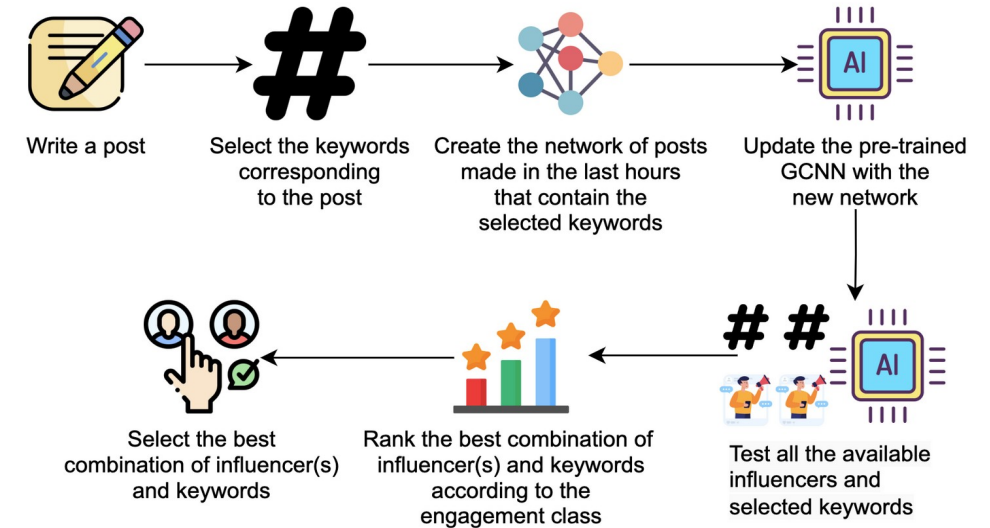 AI
Write a post
Select the keywords
corresponding
to the post
Create the network of posts
made in the last hours
that contain the
selected keywords
Update the pre-trained
GCNN with the
new network
# #
AI
Select the best
combination of influencer(s)
and keywords
Rank the best combination of
influencer(s) and keywords
according to the
engagement class
Test all the available
influencers and
selected keywords